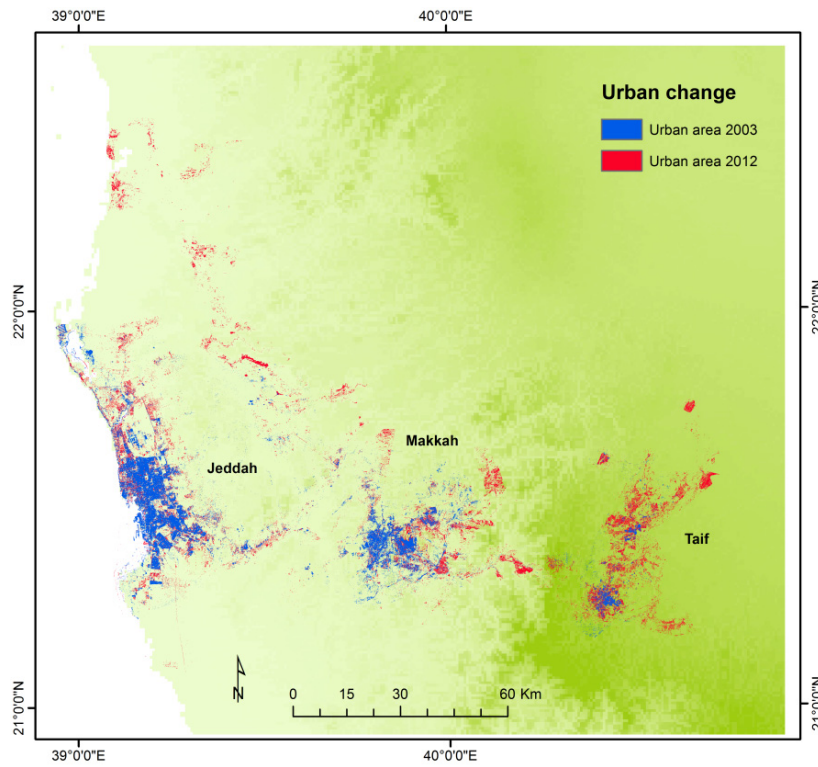 39°0'0"E 40°0'0"E
Urban change
Urban area 2003
Urban area 2012
22°0'0"N 22°0'0"N
Makkah
Jeddah
Taif
N
0 15 30 60 Km
21°0'0"N 21°0'0"N
39°0'0"E 40°0'0"E